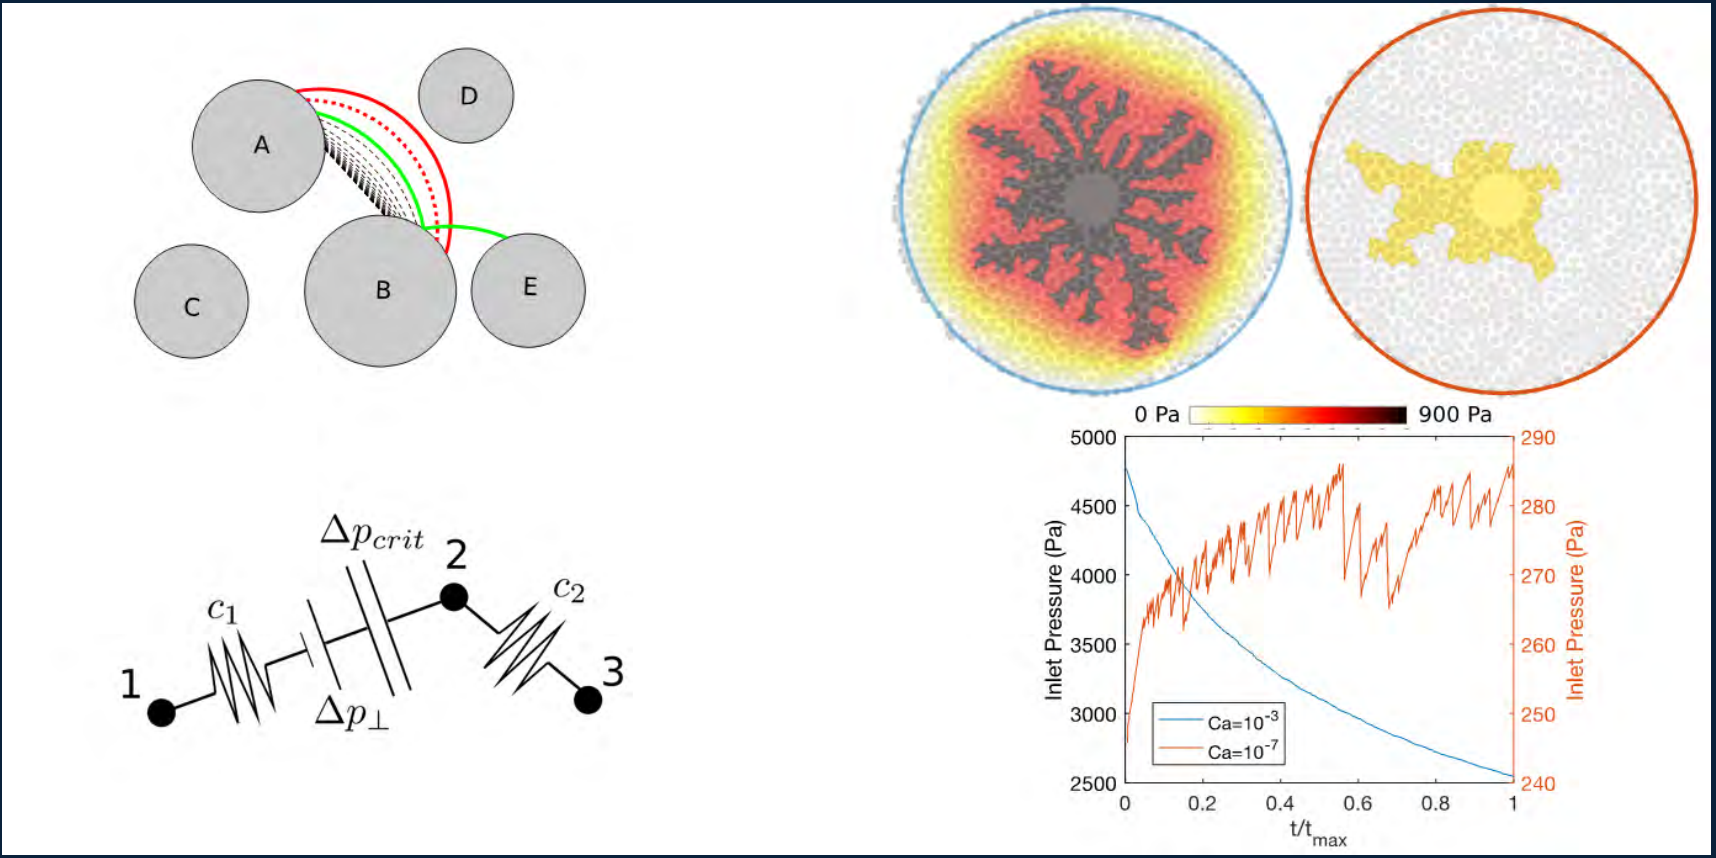 A
D
C
B
E
Δp_crit
2
c_2
c_1
1
3
Δp_⊥
0 Pa
900 Pa
5000
4500
4000
3500
3000
2500
Inlet Pressure (Pa)
290
280
270
260
250
240
Inlet Pressure (Pa)
Ca=10^-3
Ca=10^-7
0 0.2 0.4 0.6 0.8 1
t/t_max